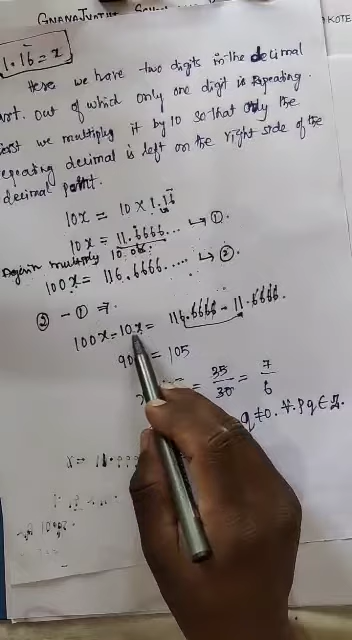 GNANAJYOTHI SCHOOL
KOTE
1.16̄ = x
Here we have two digits in the decimal
out of which only one digit is repeating.
we multiply it by 10 so that only the
repeating decimal is left on the right side of the
decimal point.
10x = 10 × 1.16̄
10x = 11.6666... → ①.
Again multiply 10
100x = 116.6666..... → ②.
② - ① ⇒
100x - 10x = 116.6666 - 11.6666.
90 = 105
= 35/30 = 7/6
q ≠ 0. ∀ p q ∈ Z.